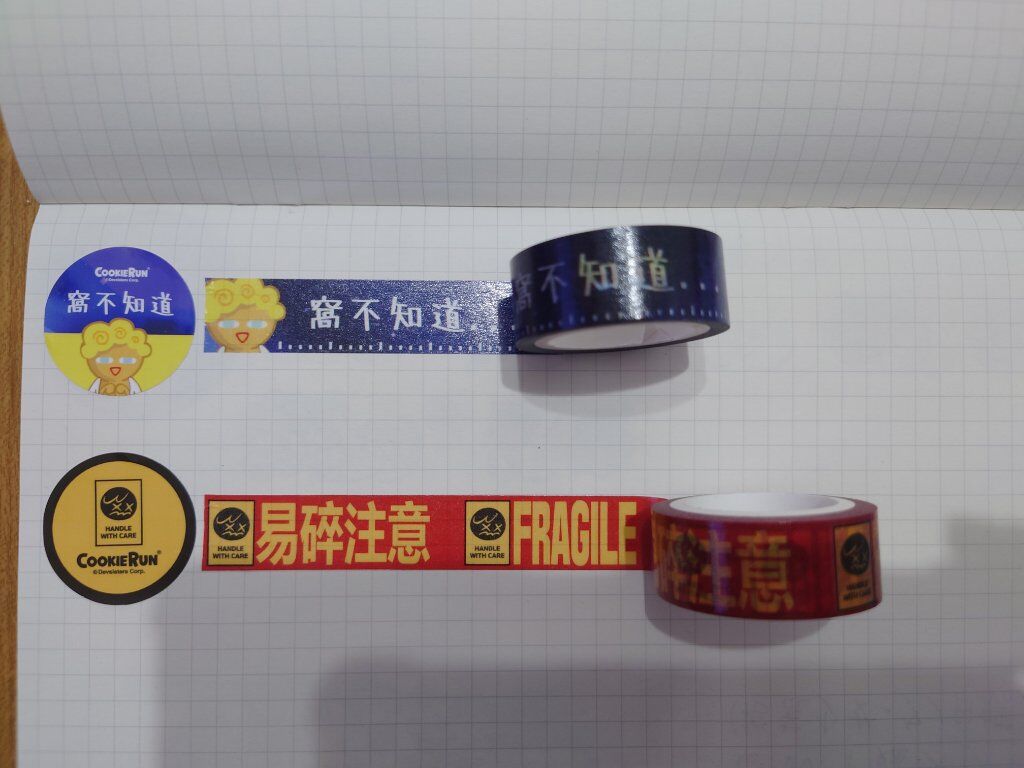 COOKIERUN
©Devsisters Corp.
窩不知道
窩不知道...
窩不知道...
HANDLE
WITH CARE
COOKIERUN
©Devsisters Corp.
HANDLE
WITH CARE
易碎注意
HANDLE
WITH CARE
FRAGILE
碎注意
HANDLE
WITH CARE